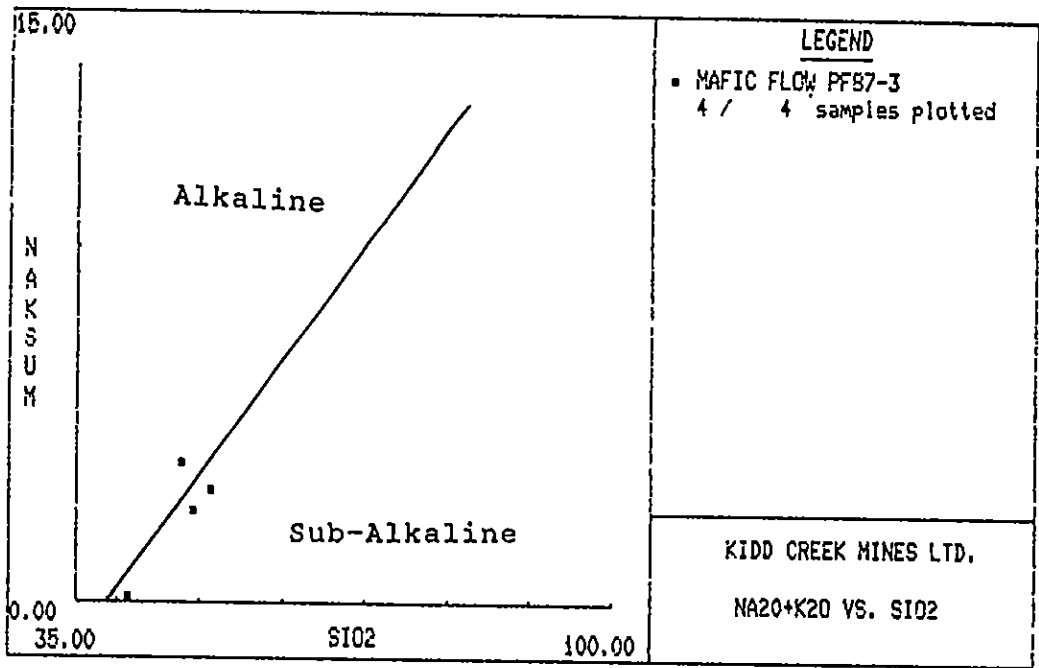 15.00
Alkaline
NAKSUM
Sub-Alkaline
0.00
35.00
SIO2
100.00
LEGEND
MAFIC FLOW PF87-3
4 / 4 samples plotted
KIDD CREEK MINES LTD.
NA2O+K2O VS. SIO2